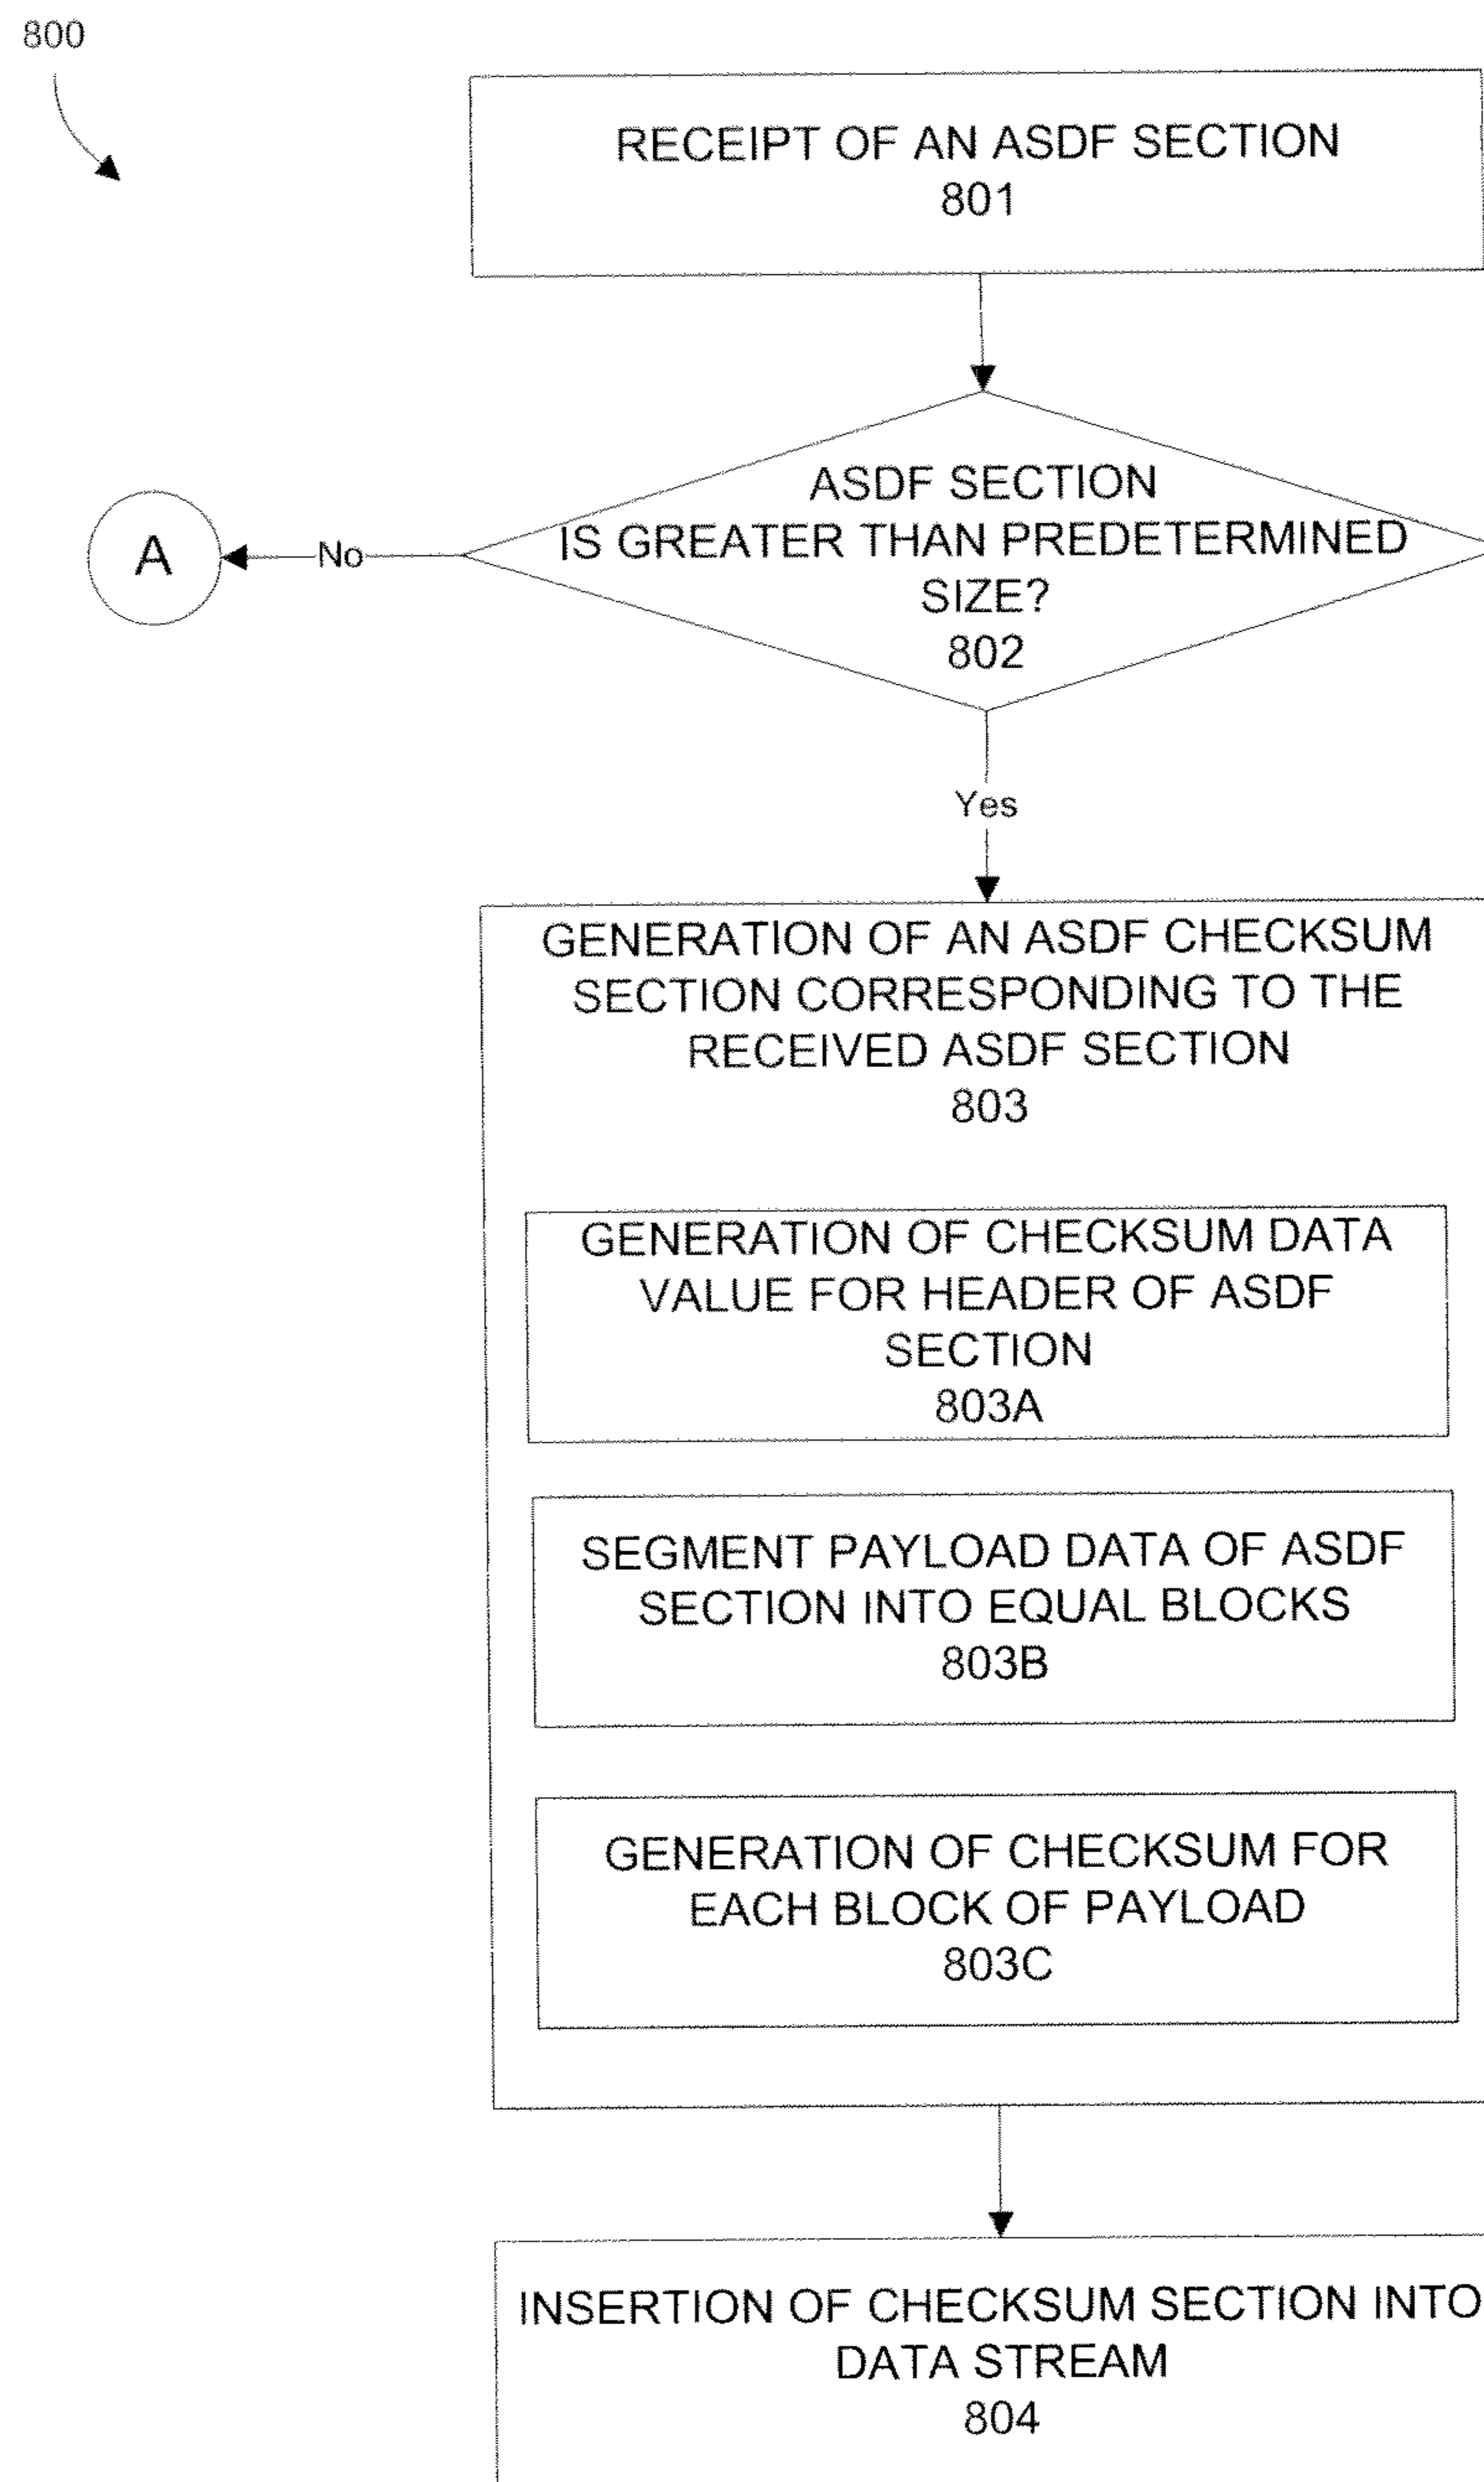 800
RECEIPT OF AN ASDF SECTION
801
ASDF SECTION
IS GREATER THAN PREDETERMINED
SIZE?
802
A
No
Yes
GENERATION OF AN ASDF CHECKSUM
SECTION CORRESPONDING TO THE
RECEIVED ASDF SECTION
803
GENERATION OF CHECKSUM DATA
VALUE FOR HEADER OF ASDF
SECTION
803A
SEGMENT PAYLOAD DATA OF ASDF
SECTION INTO EQUAL BLOCKS
803B
GENERATION OF CHECKSUM FOR
EACH BLOCK OF PAYLOAD
803C
INSERTION OF CHECKSUM SECTION INTO
DATA STREAM
804